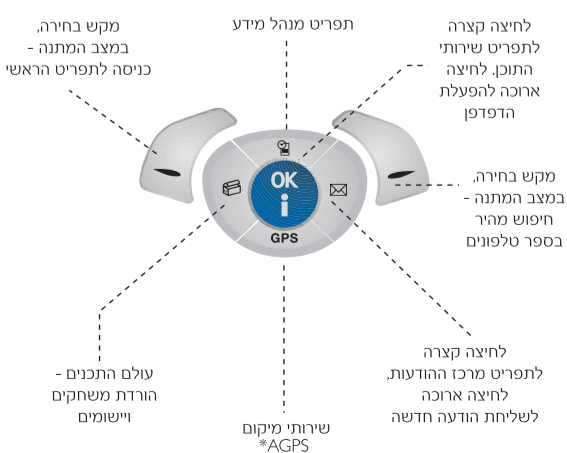 מקש בחירה,
במצב המתנה -
כניסה לתפריט הראשי
תפריט מנהל מידע
לחיצה קצרה
לתפריט שירותי
התוכן. לחיצה
ארוכה להפעלת
הדפדפן
OK
i
GPS
מקש בחירה,
במצב המתנה -
חיפוש מהיר
בספר טלפונים
עולם התכנים -
הורדת משחקים
ויישומים
שירותי מיקום
AGPS*
לחיצה קצרה
לתפריט מרכז ההודעות,
לחיצה ארוכה
לשליחת הודעה חדשה